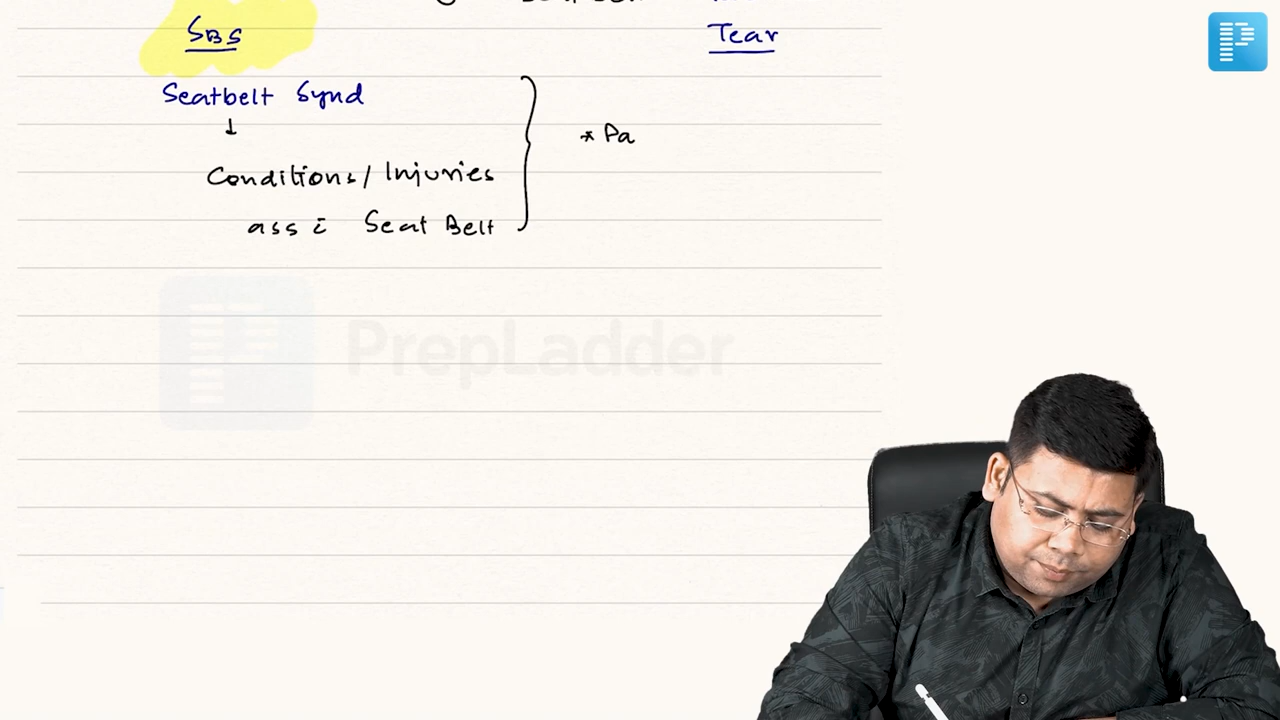 SBS
Tear
Seatbelt Synd
↓
Conditions/ Injuries
ass c̄ Seat Belt
* Pa
PrepLadder